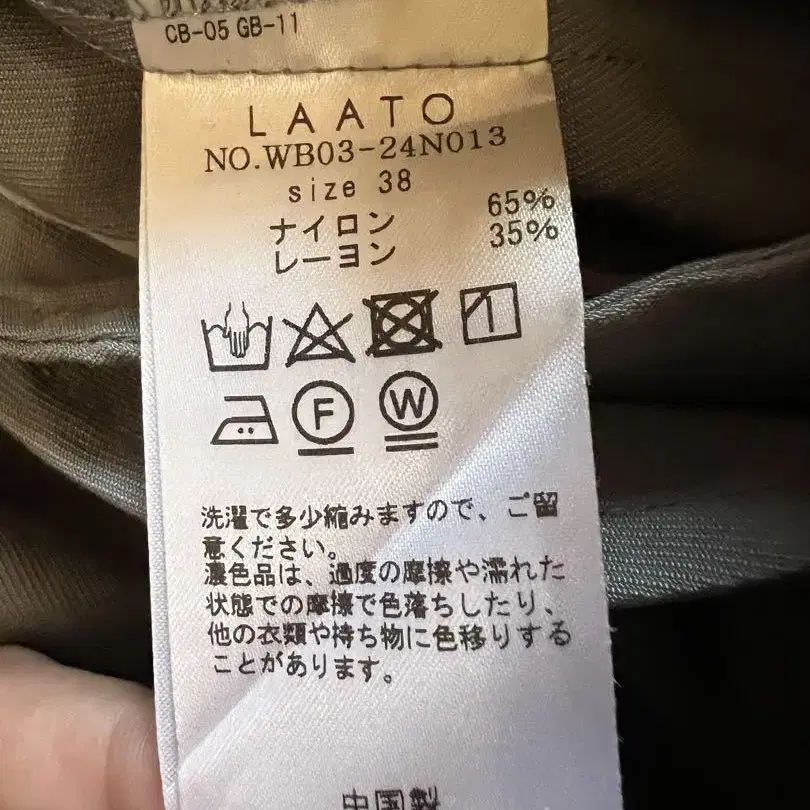 CB-05 GB-11
LAATO
NO.WB03-24N013
size 38
ナイロン 65%
レーヨン 35%
F
W
洗濯で多少縮みますので、ご留
意ください。
濃色品は、過度の摩擦や濡れた
状態での摩擦で色落ちしたり、
他の衣類や持ち物に色移りする
ことがあります。
中国製